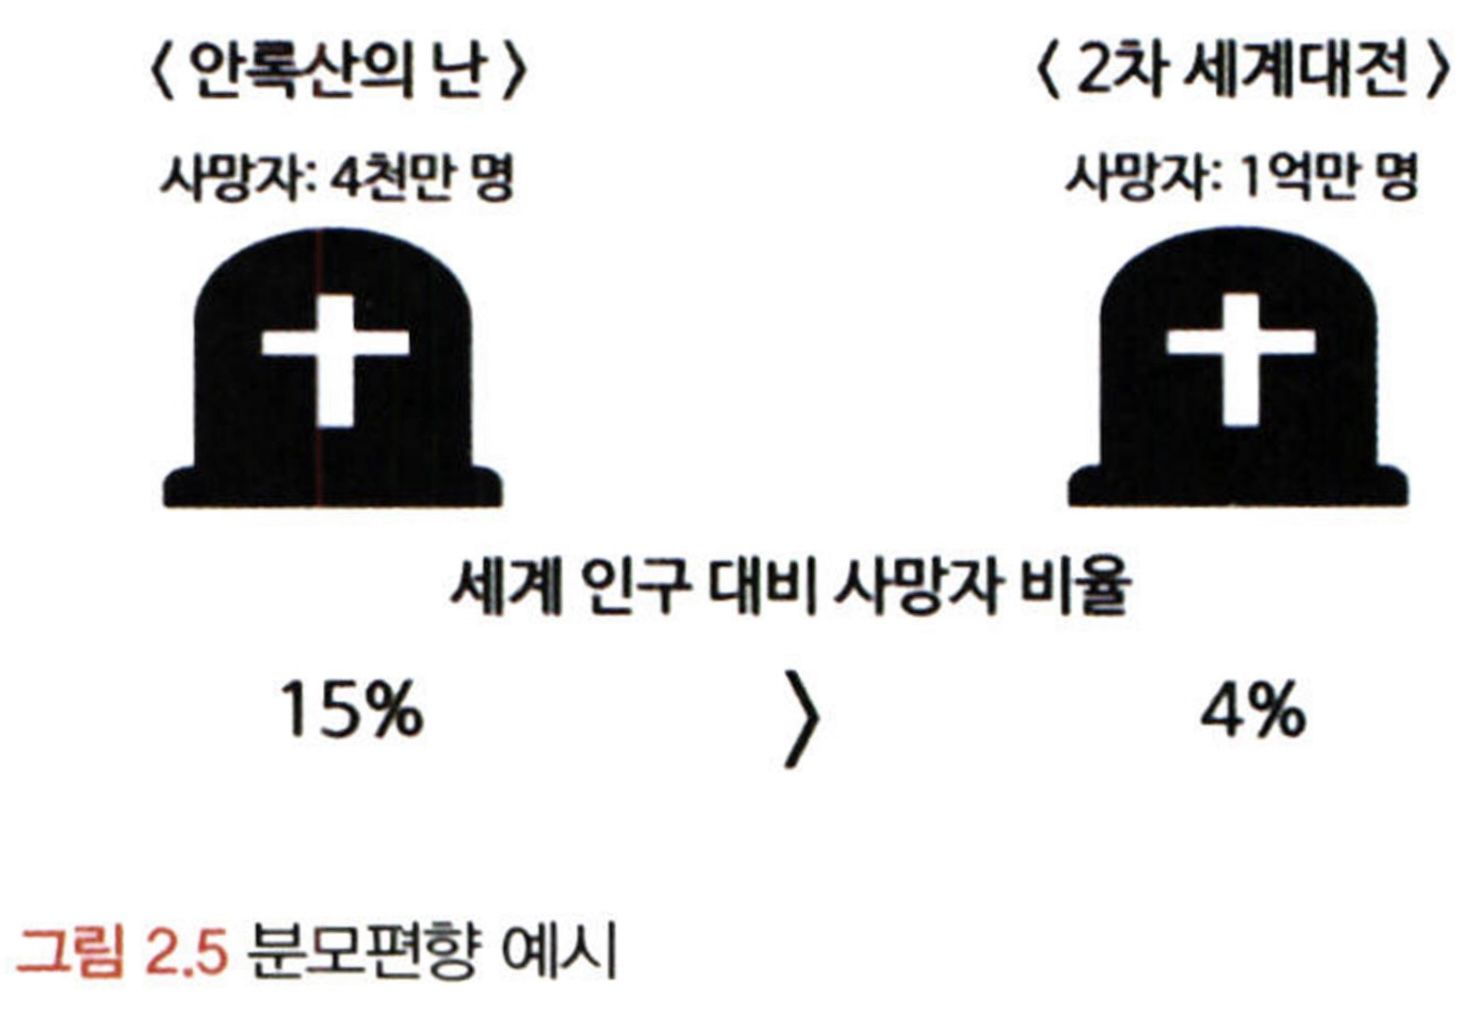 〈 안록산의 난 〉 〈 2차 세계대전 〉
사망자: 4천만 명 사망자: 1억만 명
세계 인구 대비 사망자 비율
15% 〉 4%
그림 2.5 분모편향 예시